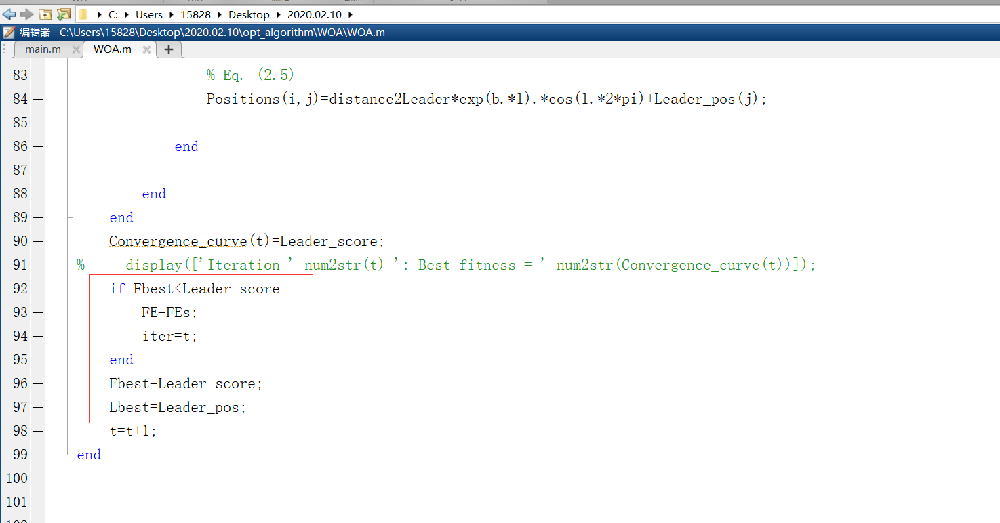 C: Users 15828 Desktop 2020.02.10
编辑器 - C:\Users\15828\Desktop\2020.02.10\opt_algorithm\WOA\WOA.m
main.m WOA.m +
83 % Eq. (2.5)
84 — Positions(i,j)=distance2Leader*exp(b.*l).*cos(l.*2*pi)+Leader_pos(j);
85
86 — end
87
88 — end
89 — end
90 — Convergence_curve(t)=Leader_score;
91 % display(['Iteration ' num2str(t) ': Best fitness = ' num2str(Convergence_curve(t))]);
92 — if Fbest<Leader_score
93 — FE=FEs;
94 — iter=t;
95 — end
96 — Fbest=Leader_score;
97 — Lbest=Leader_pos;
98 — t=t+1;
99 — end
100
101